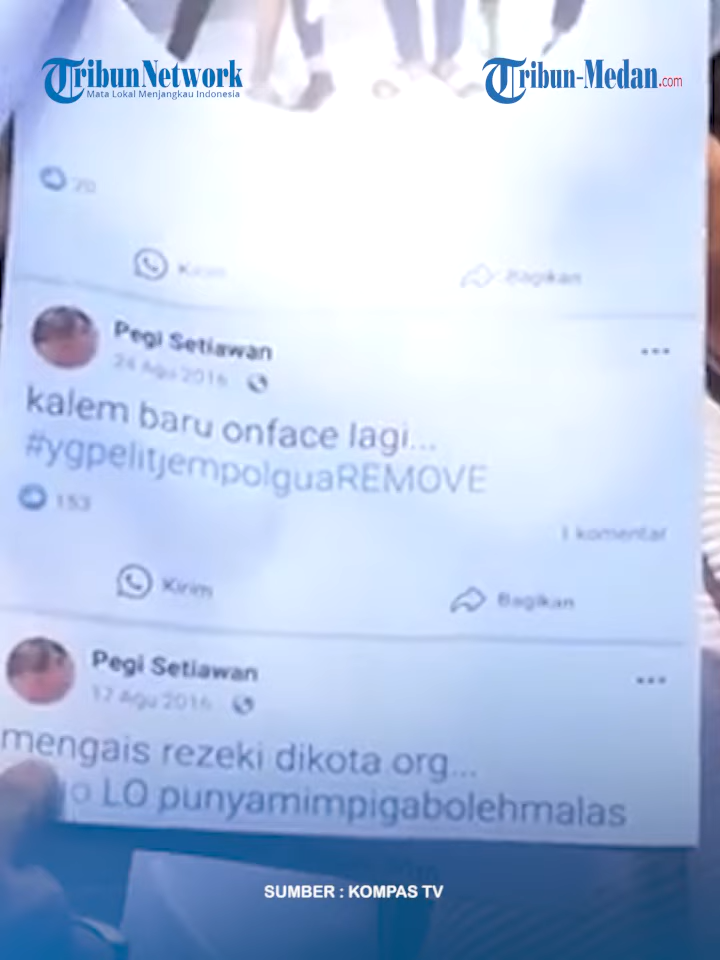 Tribun Network
Mata Lokal Menjangkau Indonesia
Tribun-Medan.com
70
Kirim
Bagikan
Pegi Setiawan
24 Agu 2016
kalem baru onface lagi...
#ygpelitjempolguaREMOVE
153
1 komentar
Kirim
Bagikan
Pegi Setiawan
17 Agu 2016
mengais rezeki dikota org...
LO punyamimpigabolehmalas
SUMBER : KOMPAS TV